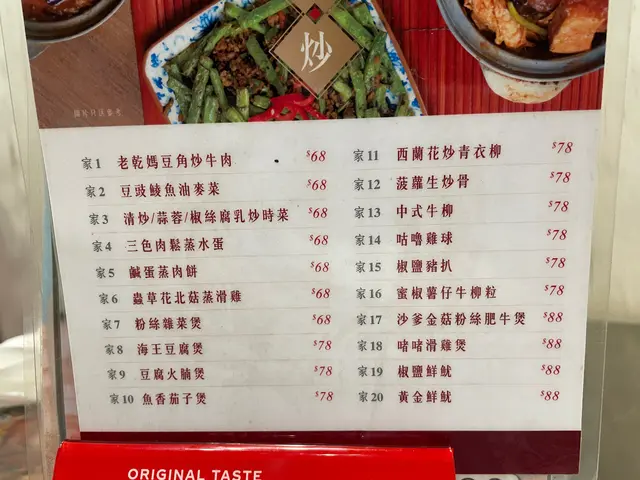 炒
家1 老乾媽豆角炒牛肉 $68
家2 豆豉鯪魚油麥菜 $68
家3 清炒/蒜蓉/椒絲腐乳炒時菜 $68
家4 三色肉鬆蒸水蛋 $68
家5 鹹蛋蒸肉餅 $68
家6 蟲草花北菇蒸滑雞 $68
家7 粉絲雜菜煲 $68
家8 海王豆腐煲 $78
家9 豆腐火腩煲 $78
家10 魚香茄子煲 $78
家11 西蘭花炒青衣柳 $78
家12 菠蘿生炒骨 $78
家13 中式牛柳 $78
家14 咕嚕雞球 $78
家15 椒鹽豬扒 $78
家16 蜜椒薯仔牛柳粒 $78
家17 沙爹金菇粉絲肥牛煲 $88
家18 啫啫滑雞煲 $88
家19 椒鹽鮮魷 $88
家20 黃金鮮魷 $88
ORIGINAL TASTE